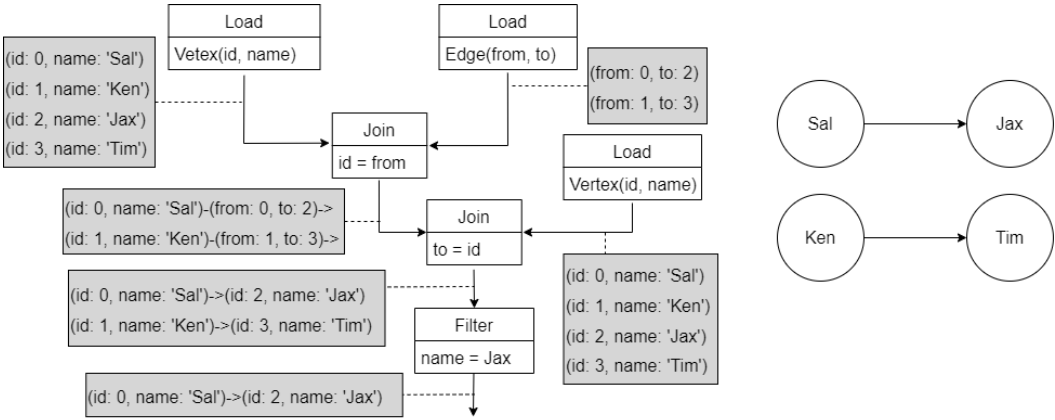 Load
Vetex(id, name)
Load
Edge(from, to)
(id: 0, name: 'Sal')
(id: 1, name: 'Ken')
(id: 2, name: 'Jax')
(id: 3, name: 'Tim')
(from: 0, to: 2)
(from: 1, to: 3)
Join
id = from
Load
Vertex(id, name)
(id: 0, name: 'Sal')-(from: 0, to: 2)->
(id: 1, name: 'Ken')-(from: 1, to: 3)->
Join
to = id
(id: 0, name: 'Sal')
(id: 1, name: 'Ken')
(id: 2, name: 'Jax')
(id: 3, name: 'Tim')
(id: 0, name: 'Sal')->(id: 2, name: 'Jax')
(id: 1, name: 'Ken')->(id: 3, name: 'Tim')
Filter
name = Jax
(id: 0, name: 'Sal')->(id: 2, name: 'Jax')
Sal
Jax
Ken
Tim